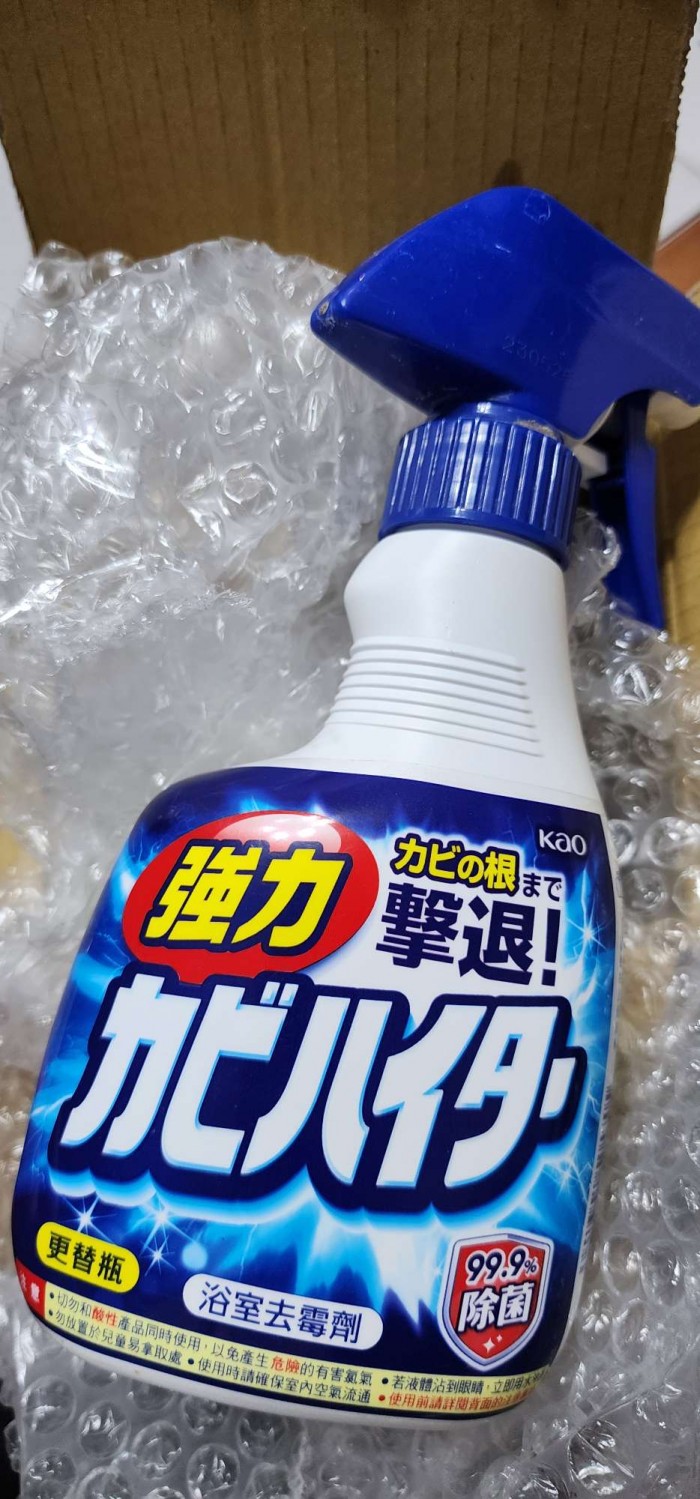 Kao
強力
カビの根まで
撃退!
カビハイター
更替瓶
浴室去霉劑
99.9%
除菌
•切勿和酸性產品同時使用，以免產生危險的有害氯氣
•勿放置於兒童易拿取處 •使用時請確保室內空氣流通
•若液體沾到眼睛，立即用水
•使用前請詳閱背面的注意